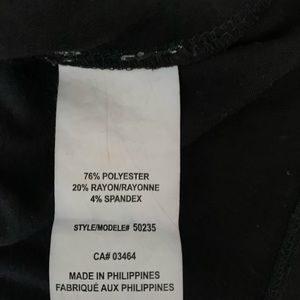 76% POLYESTER
20% RAYON/RAYONNE
4% SPANDEX
STYLE/MODELE# 50235
CA# 03464
MADE IN PHILIPPINES
FABRIQUÉ AUX PHILIPPINES